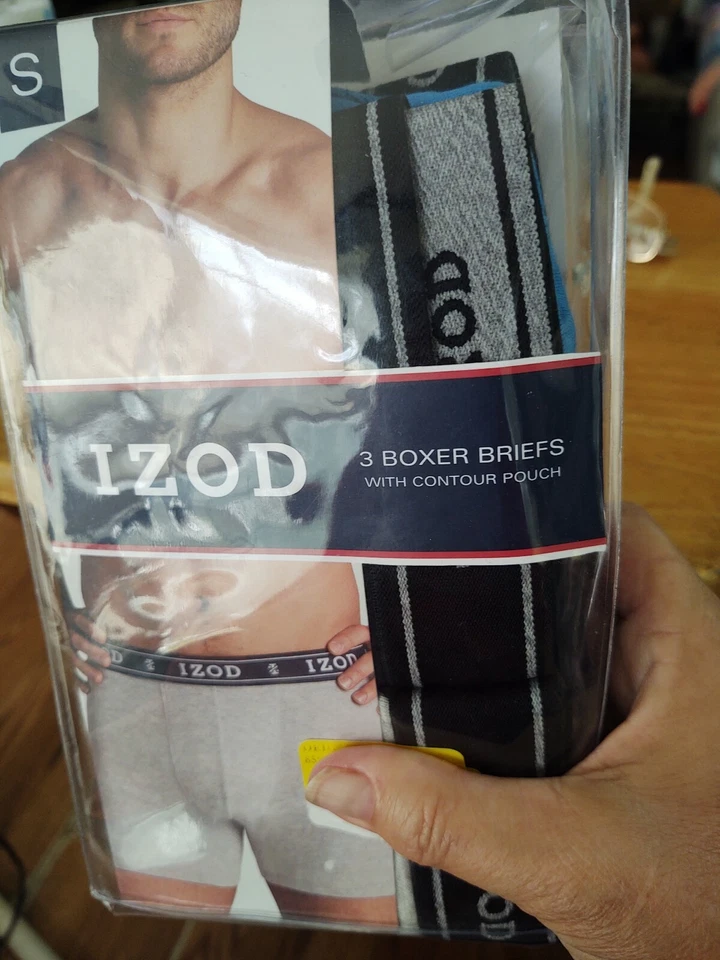 S
IZOD
IZOD
3 BOXER BRIEFS
WITH CONTOUR POUCH
D IZOD IZOD